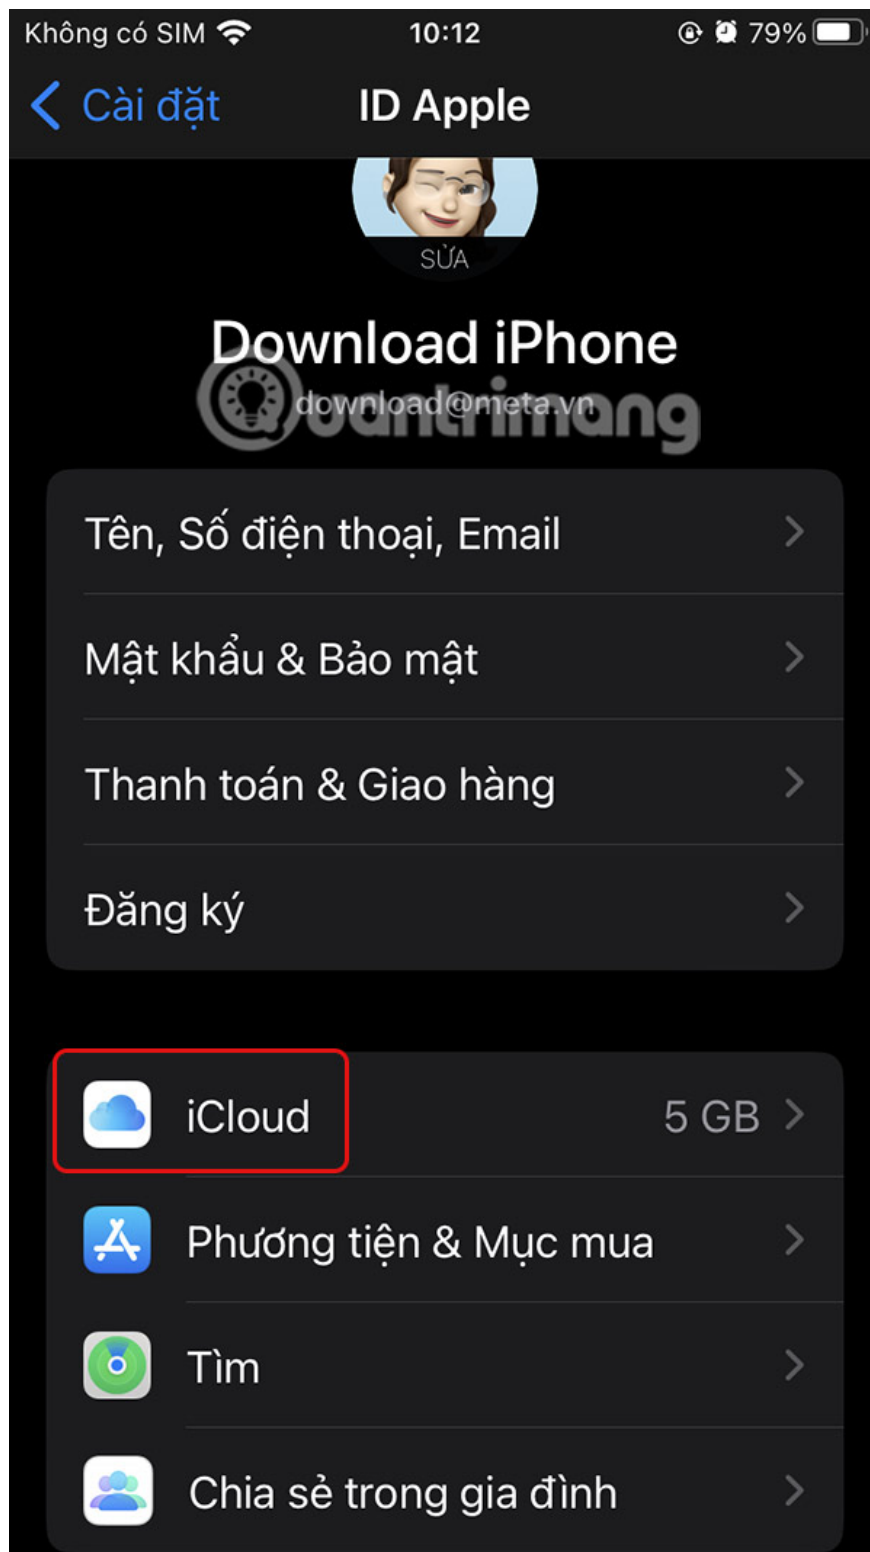 Không có SIM 10:12 79%
Cài đặt ID Apple
SỬA
Download iPhone
download@meta.vn
Quantrimang
Tên, Số điện thoại, Email
Mật khẩu & Bảo mật
Thanh toán & Giao hàng
Đăng ký
iCloud 5 GB
Phương tiện & Mục mua
Tìm
Chia sẻ trong gia đình